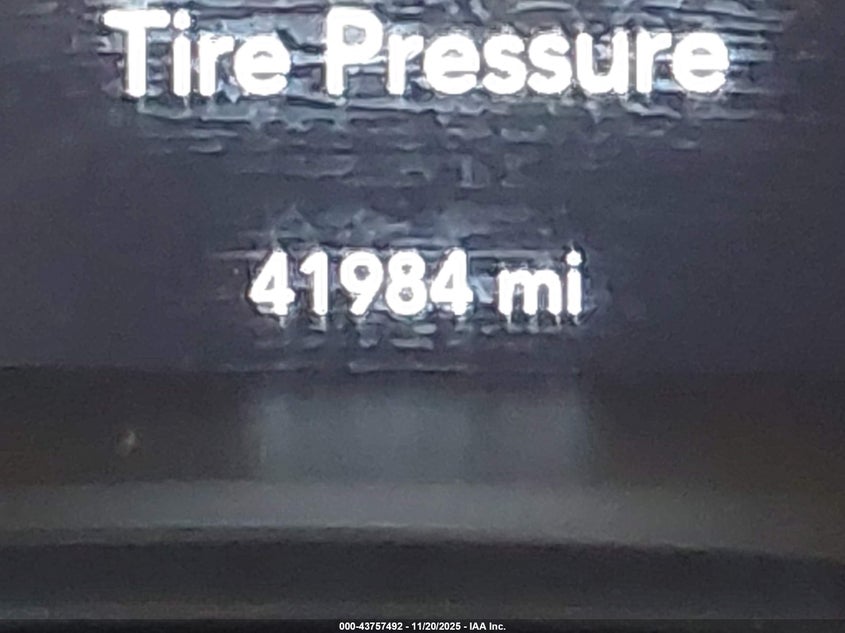 Tire Pressure
41984 mi
000-43757492 - 11/20/2025 - IAA Inc.